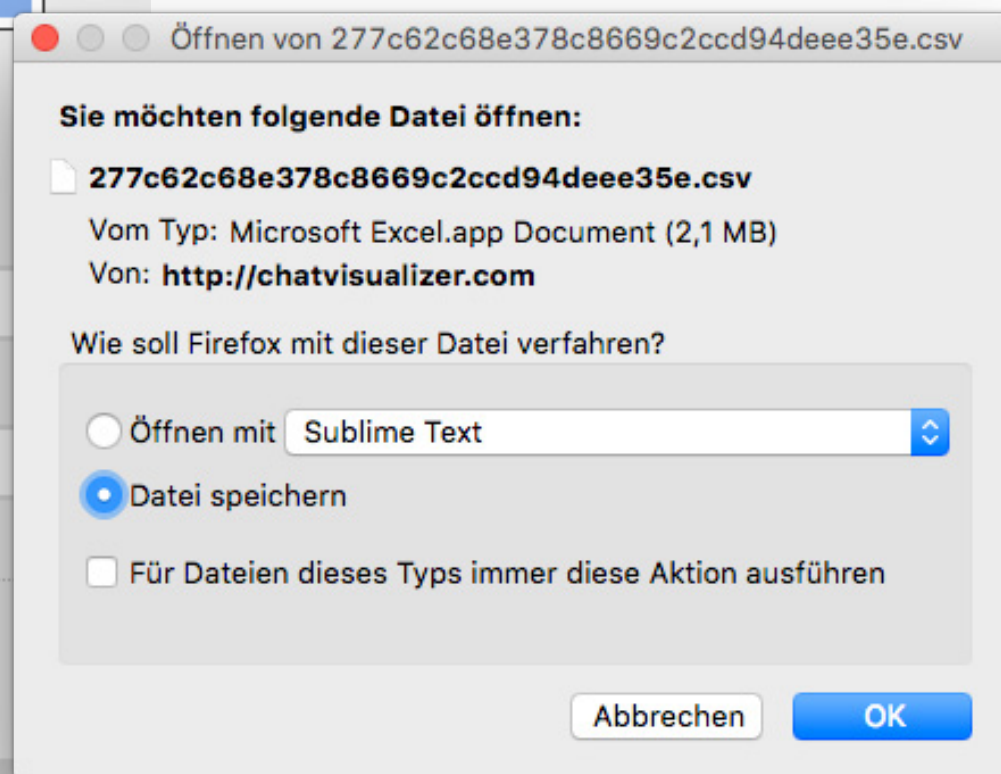 Öffnen von 277c62c68e378c8669c2ccd94deee35e.csv
Sie möchten folgende Datei öffnen:
277c62c68e378c8669c2ccd94deee35e.csv
Vom Typ: Microsoft Excel.app Document (2,1 MB)
Von: http://chatvisualizer.com
Wie soll Firefox mit dieser Datei verfahren?
Öffnen mit Sublime Text
Datei speichern
Für Dateien dieses Typs immer diese Aktion ausführen
Abbrechen OK